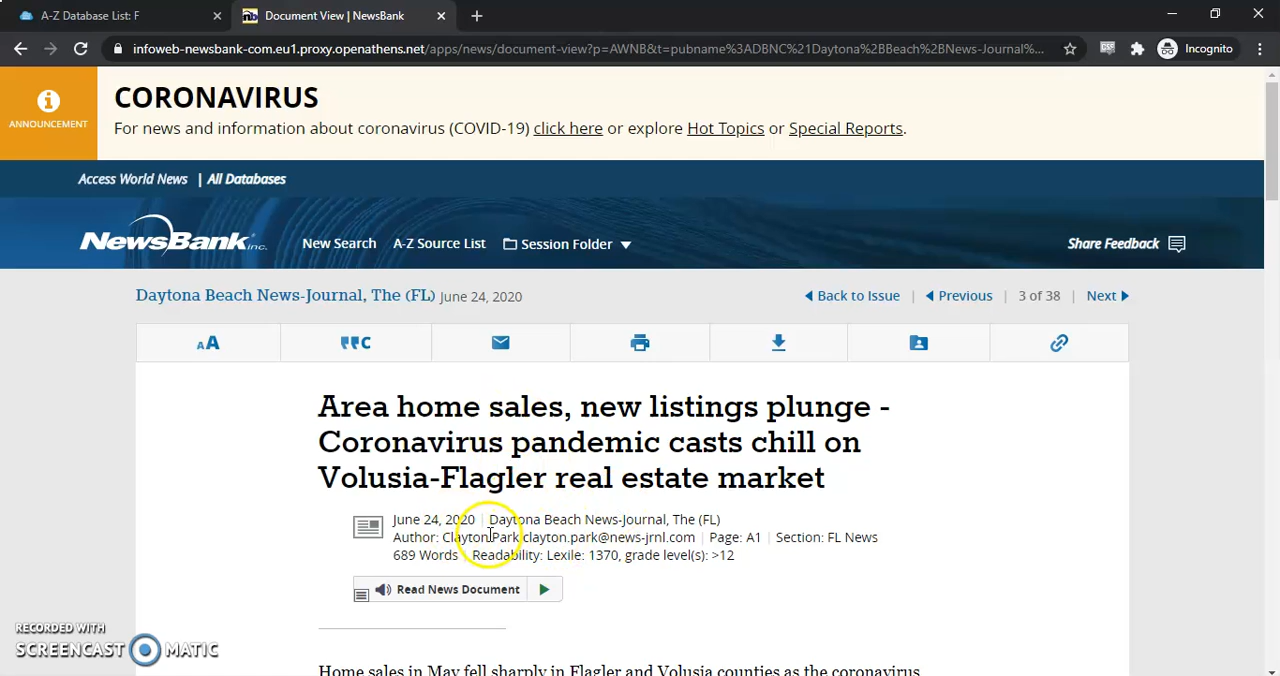 A-Z Database List: F
Document View | NewsBank
infoweb-newsbank-com.eu1.proxy.openathens.net/apps/news/document-view?p=AWNB&t=pubname%3ADBNC%21Daytona%2BBeach%2BNews-Journal%...
Incognito
ANNOUNCEMENT
CORONAVIRUS
For news and information about coronavirus (COVID-19) click here or explore Hot Topics or Special Reports.
Access World News | All Databases
NewsBank inc.
New Search
A-Z Source List
Session Folder
Share Feedback
Daytona Beach News-Journal, The (FL) June 24, 2020
Back to Issue | Previous | 3 of 38 | Next
AA
C
Area home sales, new listings plunge -
Coronavirus pandemic casts chill on
Volusia-Flagler real estate market
June 24, 2020 | Daytona Beach News-Journal, The (FL)
Author: Clayton Park;clayton.park@news-jrnl.com | Page: A1 | Section: FL News
689 Words | Readability: Lexile: 1370, grade level(s): >12
Read News Document
RECORDED WITH
SCREENCAST MATIC
Home sales in May fell sharply in Flagler and Volusia counties as the coronavirus